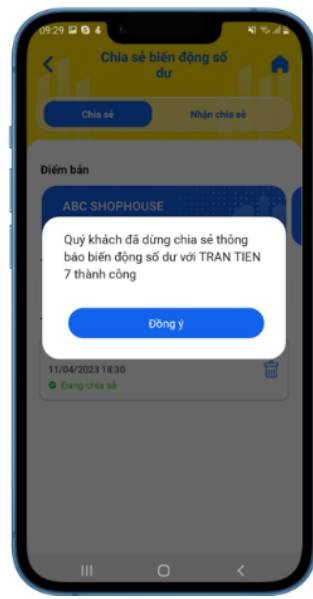 09:29
Chia sẻ biến động số
dư
Chia sẻ
Nhận chia sẻ
Điểm bán
ABC SHOPHOUSE
Quý khách đã dừng chia sẻ thông
báo biến động số dư với TRAN TIEN
7 thành công
Đồng ý
11/04/2023 18:30
Đang chia sẻ